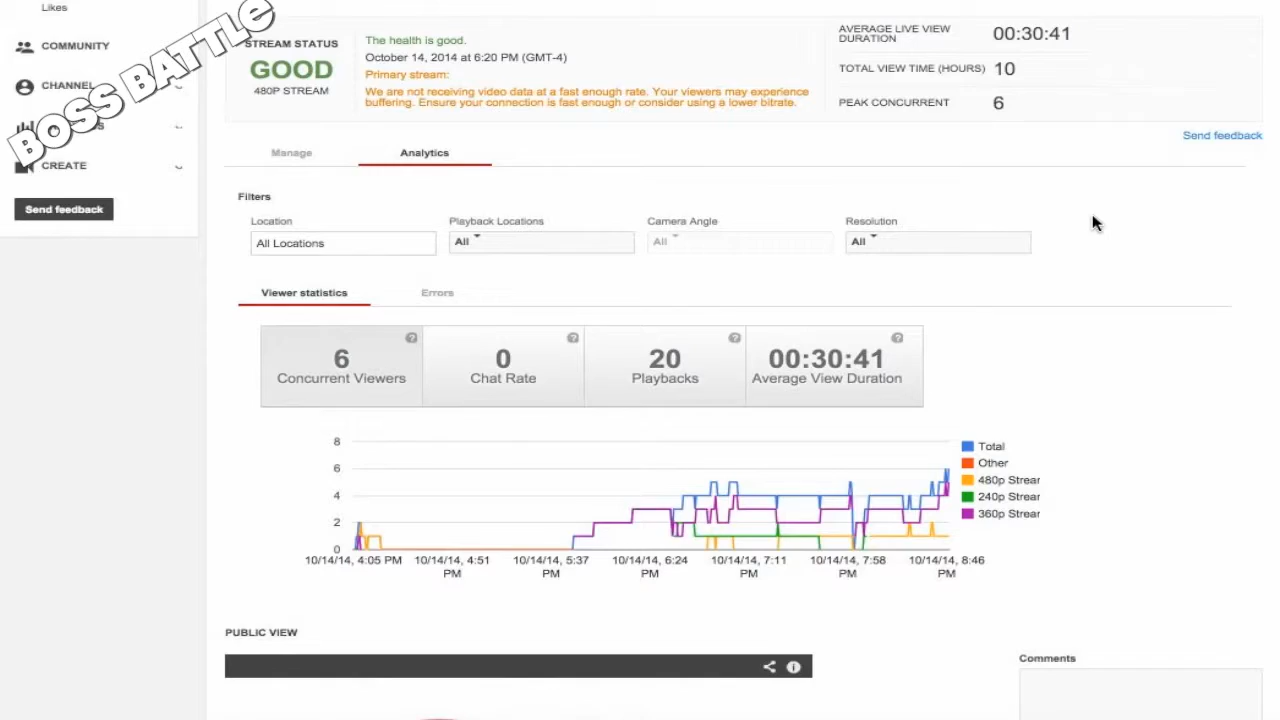 Likes
BOSS BATTLE
COMMUNITY
CHANNEL
CREATE
Send feedback
STREAM STATUS
GOOD
480P STREAM
The health is good.
October 14, 2014 at 6:20 PM (GMT-4)
Primary stream:
We are not receiving video data at a fast enough rate. Your viewers may experience
buffering. Ensure your connection is fast enough or consider using a lower bitrate.
AVERAGE LIVE VIEW
DURATION
00:30:41
TOTAL VIEW TIME (HOURS) 10
PEAK CONCURRENT 6
Send feedback
Manage Analytics
Filters
Location Playback Locations Camera Angle Resolution
All Locations All All All
Viewer statistics Errors
6 0 20 00:30:41
Concurrent Viewers Chat Rate Playbacks Average View Duration
8
6
4
2
0
Total
Other
480p Strear
240p Strear
360p Strear
10/14/14, 4:05 PM 10/14/14, 4:51 10/14/14, 5:37 10/14/14, 6:24 10/14/14, 7:11 10/14/14, 7:58 10/14/14, 8:46
PM PM PM PM PM PM
PUBLIC VIEW
Comments